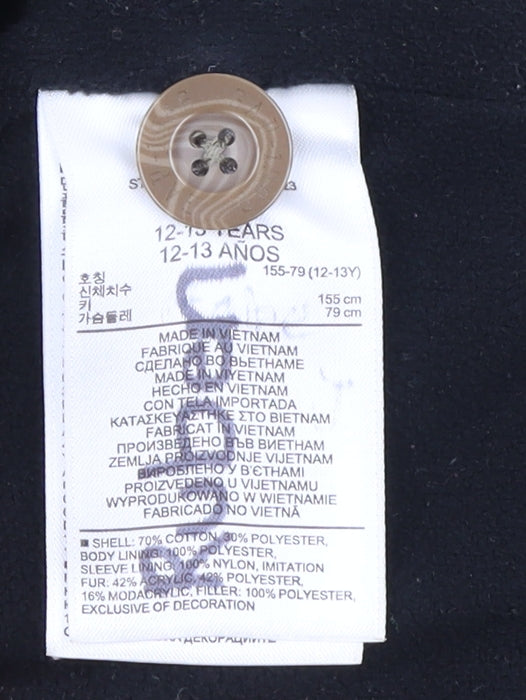 12-13 YEARS
12-13 AÑOS
호칭 155-79 (12-13Y)
신체치수
키 155 cm
가슴둘레 79 cm
MADE IN VIETNAM
FABRIQUE AU VIETNAM
СДЕЛАНО ВО ВЬЕТНАМЕ
MADE IN VIYETNAM
HECHO EN VIETNAM
CON TELA IMPORTADA
ΚΑΤΑΣΚΕΥΑΣΤΗΚΕ ΣΤΟ ΒΙΕΤΝΑΜ
FABRICAT IN VIETNAM
ПРОИЗВЕДЕНО ВЪВ ВИЕТНАМ
ZEMLJA PROIZVODNJE VIJETNAM
ВИРОБЛЕНО У В'ЄТНАМІ
PROIZVEDENO U VIJETNAMU
WYPRODUKOWANO W WIETNAMIE
FABRICADO NO VIETNÃ
SHELL: 70% COTTON, 30% POLYESTER,
BODY LINING: 100% POLYESTER,
SLEEVE LINING: 100% NYLON, IMITATION
FUR: 42% ACRYLIC, 42% POLYESTER,
16% MODACRYLIC, FILLER: 100% POLYESTER,
EXCLUSIVE OF DECORATION
ДЕКОРАЦИИТЕ
Ruben